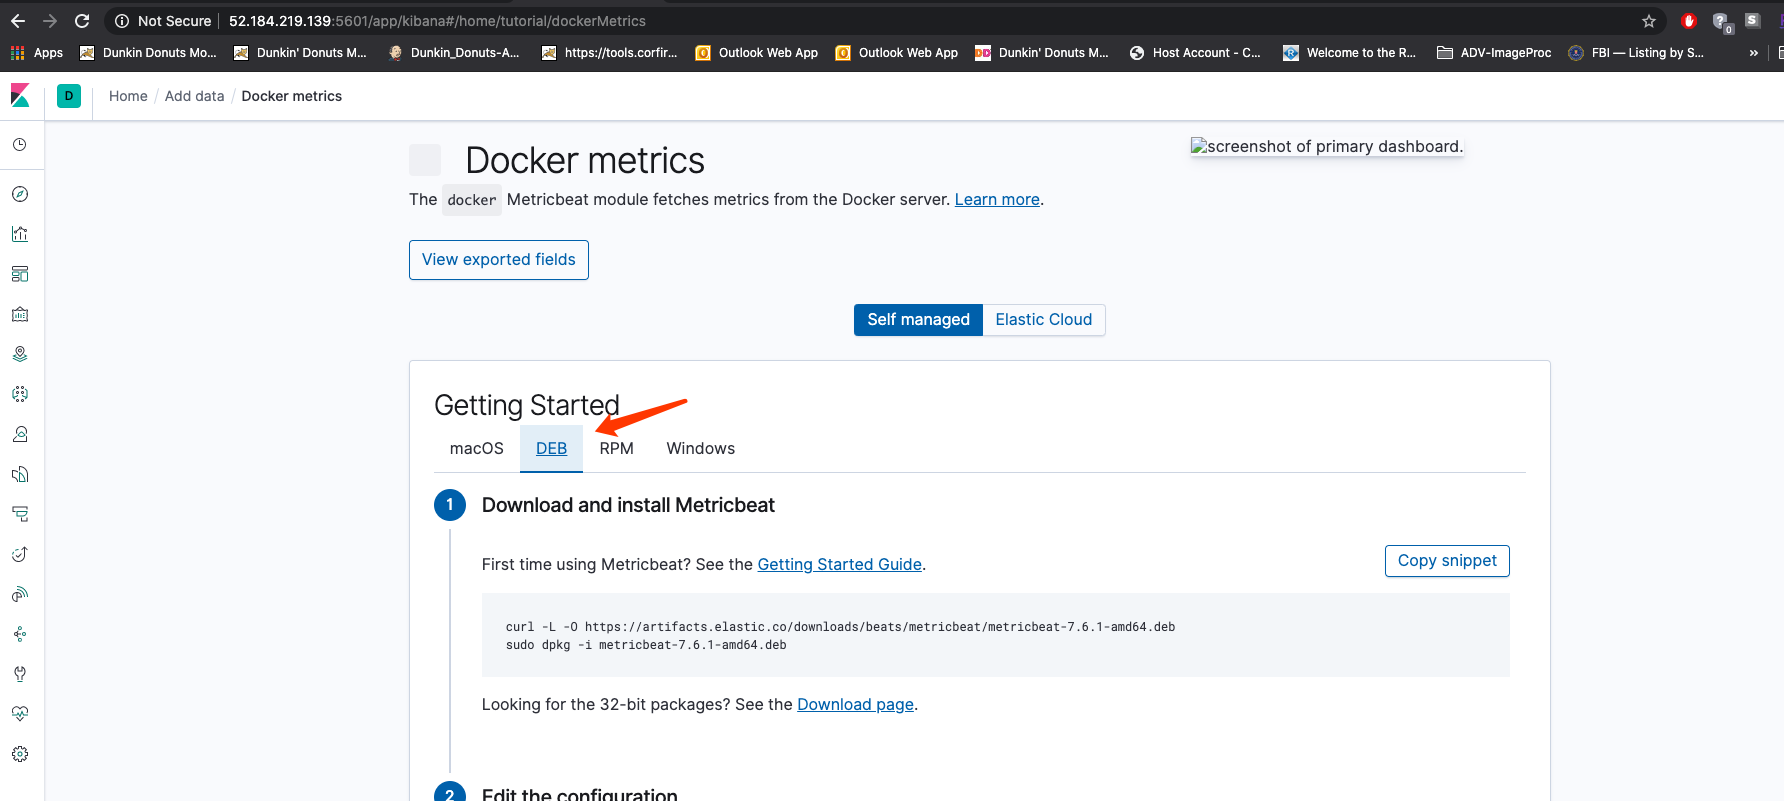 Not Secure 52.184.219.139:5601/app/kibana#/home/tutorial/dockerMetrics
Apps Dunkin Donuts Mo... Dunkin' Donuts M... Dunkin_Donuts-A... https://tools.corfir... Outlook Web App Outlook Web App Dunkin' Donuts M... Host Account - C... Welcome to the R... ADV-ImageProc FBI — Listing by S... »
D Home / Add data / Docker metrics
Docker metrics
screenshot of primary dashboard.
The docker Metricbeat module fetches metrics from the Docker server. Learn more.
View exported fields
Self managed Elastic Cloud
Getting Started
macOS DEB RPM Windows
1 Download and install Metricbeat
First time using Metricbeat? See the Getting Started Guide.
Copy snippet
curl -L -O https://artifacts.elastic.co/downloads/beats/metricbeat/metricbeat-7.6.1-amd64.deb
sudo dpkg -i metricbeat-7.6.1-amd64.deb
Looking for the 32-bit packages? See the Download page.
2 Edit the configuration